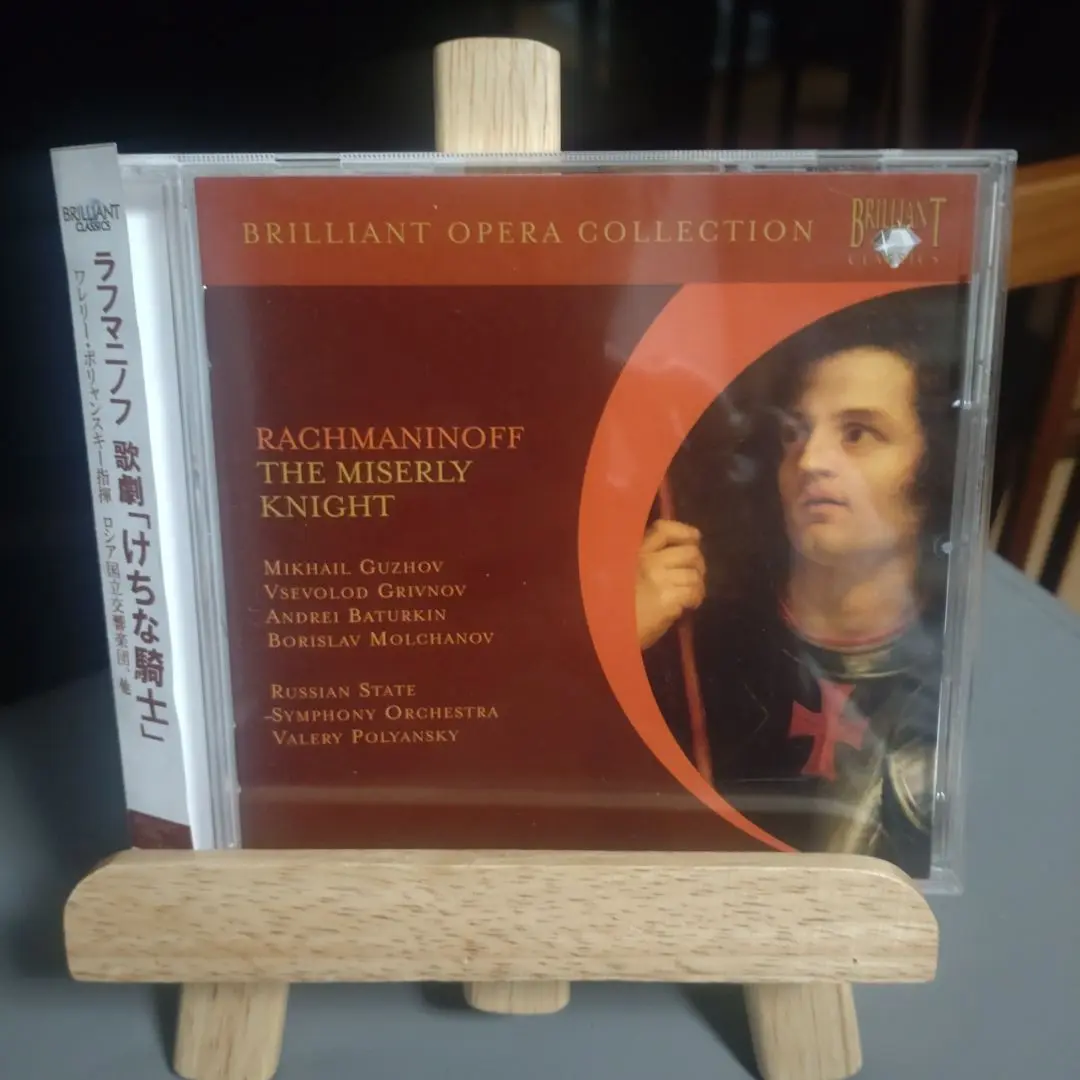 BRILLIANT
CLASSICS
ラフマニノフ 歌劇「けちな騎士」
ワレリー・ポリャンスキー指揮 ロシア国立交響楽団、他
BRILLIANT OPERA COLLECTION
BRILLIANT
CLASSICS
RACHMANINOFF
THE MISERLY
KNIGHT
MIKHAIL GUZHOV
VSEVOLOD GRIVNOV
ANDREI BATURKIN
BORISLAV MOLCHANOV
RUSSIAN STATE
SYMPHONY ORCHESTRA
VALERY POLYANSKY